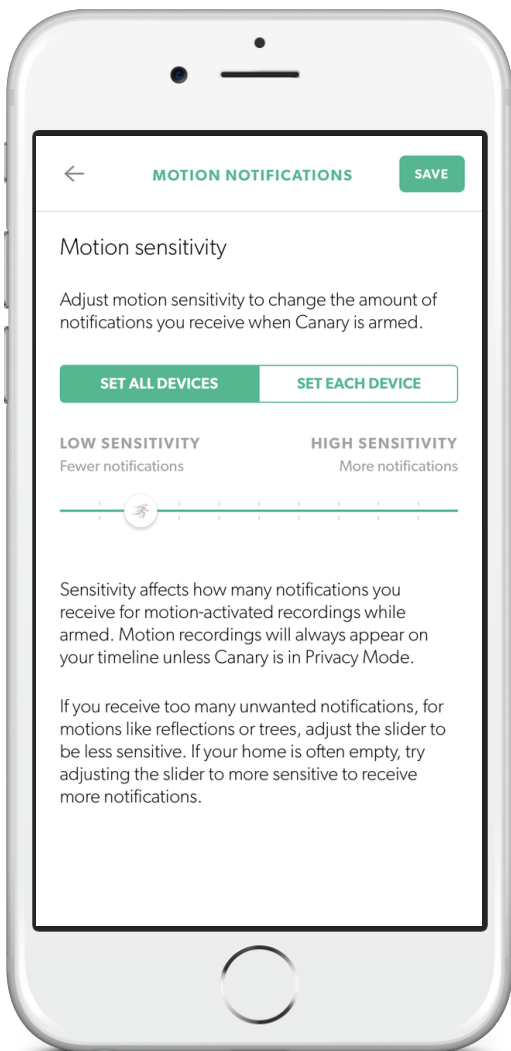 MOTION NOTIFICATIONS
SAVE
Motion sensitivity
Adjust motion sensitivity to change the amount of
notifications you receive when Canary is armed.
SET ALL DEVICES
SET EACH DEVICE
LOW SENSITIVITY
Fewer notifications
HIGH SENSITIVITY
More notifications
Sensitivity affects how many notifications you
receive for motion-activated recordings while
armed. Motion recordings will always appear on
your timeline unless Canary is in Privacy Mode.
If you receive too many unwanted notifications, for
motions like reflections or trees, adjust the slider to
be less sensitive. If your home is often empty, try
adjusting the slider to more sensitive to receive
more notifications.